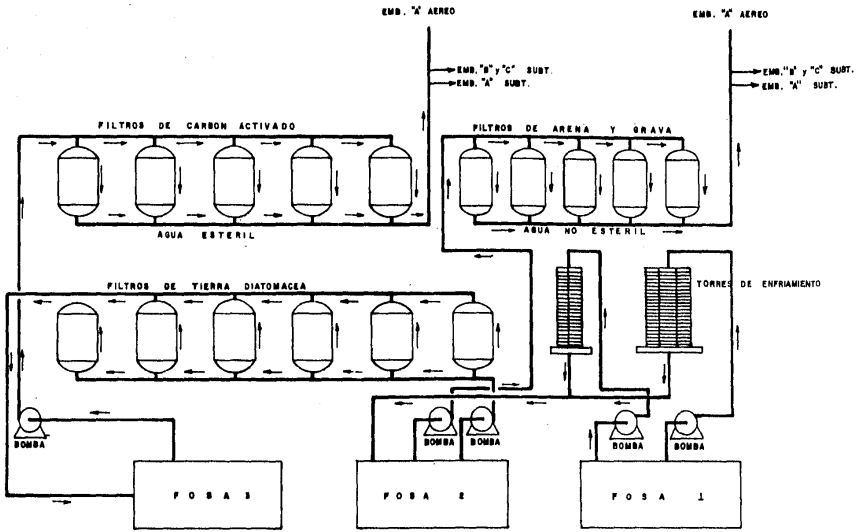 EMB. "A" AEREO
EMB. "A" AEREO
EMB. "B" y "C" SUBT.
EMB. "A" SUBT.
EMB. "B" y "C" SUBT.
EMB. "A" SUBT.
FILTROS DE CARBON ACTIVADO
FILTROS DE ARENA Y GRAVA
AGUA ESTERIL
AGUA NO ESTERIL
FILTROS DE TIERRA DIATOMACEA
TORRES DE ENFRIAMIENTO
BOMBA
BOMBA
BOMBA
BOMBA
BOMBA
FOSA 3
FOSA 2
FOSA 1